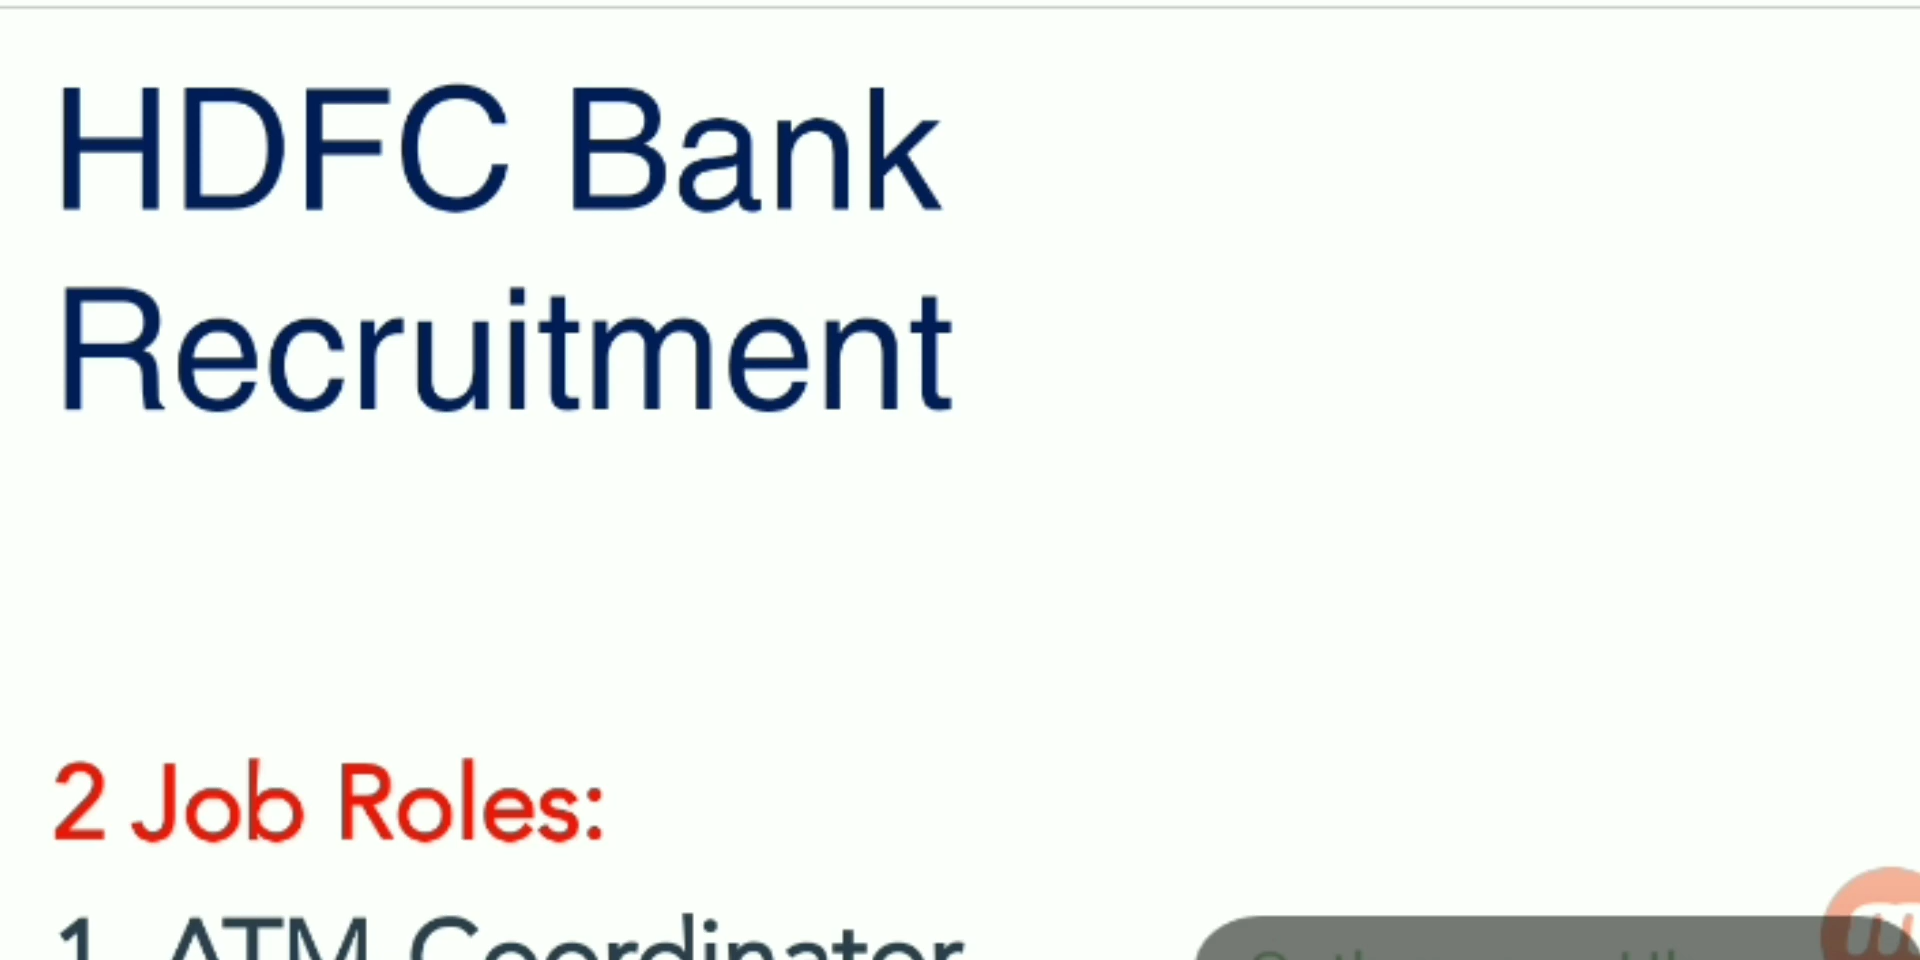 HDFC Bank
Recruitment
2 Job Roles:
1. ATM Coordinator